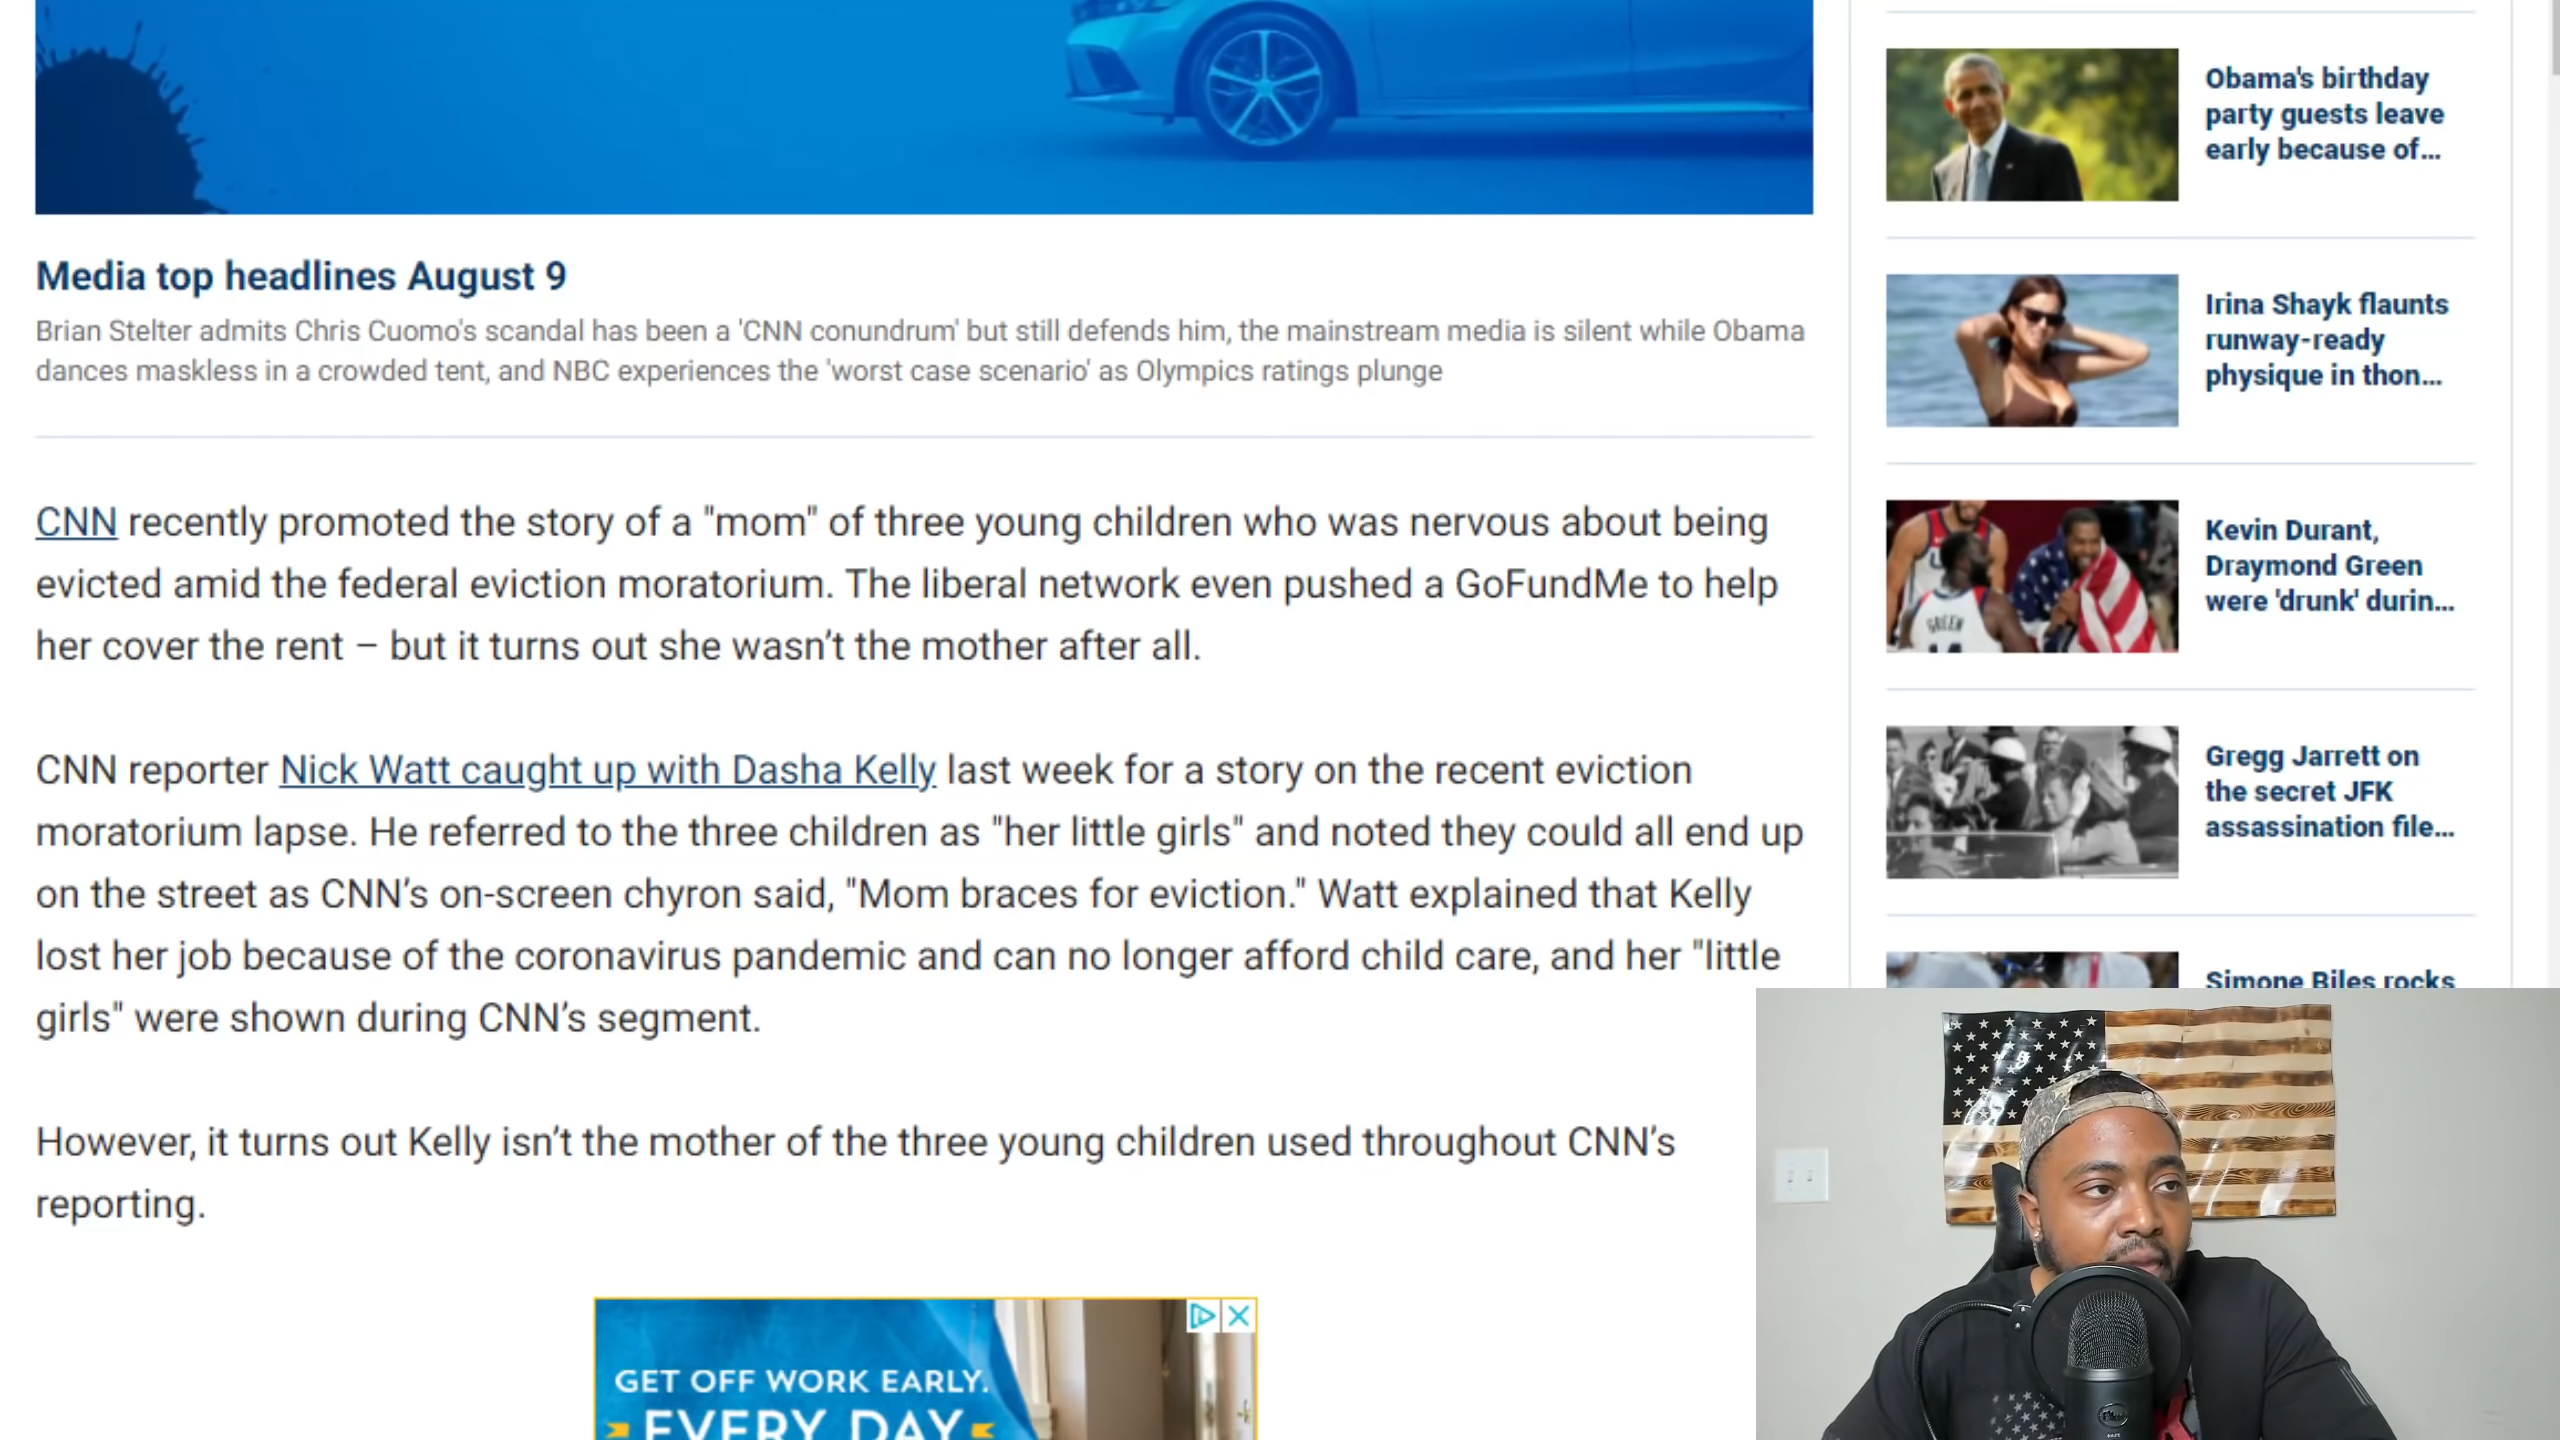 Media top headlines August 9
Brian Stelter admits Chris Cuomo's scandal has been a 'CNN conundrum' but still defends him, the mainstream media is silent while Obama
dances maskless in a crowded tent, and NBC experiences the 'worst case scenario' as Olympics ratings plunge
CNN recently promoted the story of a "mom" of three young children who was nervous about being
evicted amid the federal eviction moratorium. The liberal network even pushed a GoFundMe to help
her cover the rent – but it turns out she wasn’t the mother after all.
CNN reporter Nick Watt caught up with Dasha Kelly last week for a story on the recent eviction
moratorium lapse. He referred to the three children as "her little girls" and noted they could all end up
on the street as CNN’s on-screen chyron said, "Mom braces for eviction." Watt explained that Kelly
lost her job because of the coronavirus pandemic and can no longer afford child care, and her "little
girls" were shown during CNN’s segment.
However, it turns out Kelly isn’t the mother of the three young children used throughout CNN’s
reporting.
GET OFF WORK EARLY.
EVERY DAY
Obama's birthday
party guests leave
early because of...
Irina Shayk flaunts
runway-ready
physique in thon...
Kevin Durant,
Draymond Green
were 'drunk' durin...
GREEN
14
Gregg Jarrett on
the secret JFK
assassination file...
Simone Biles rocks